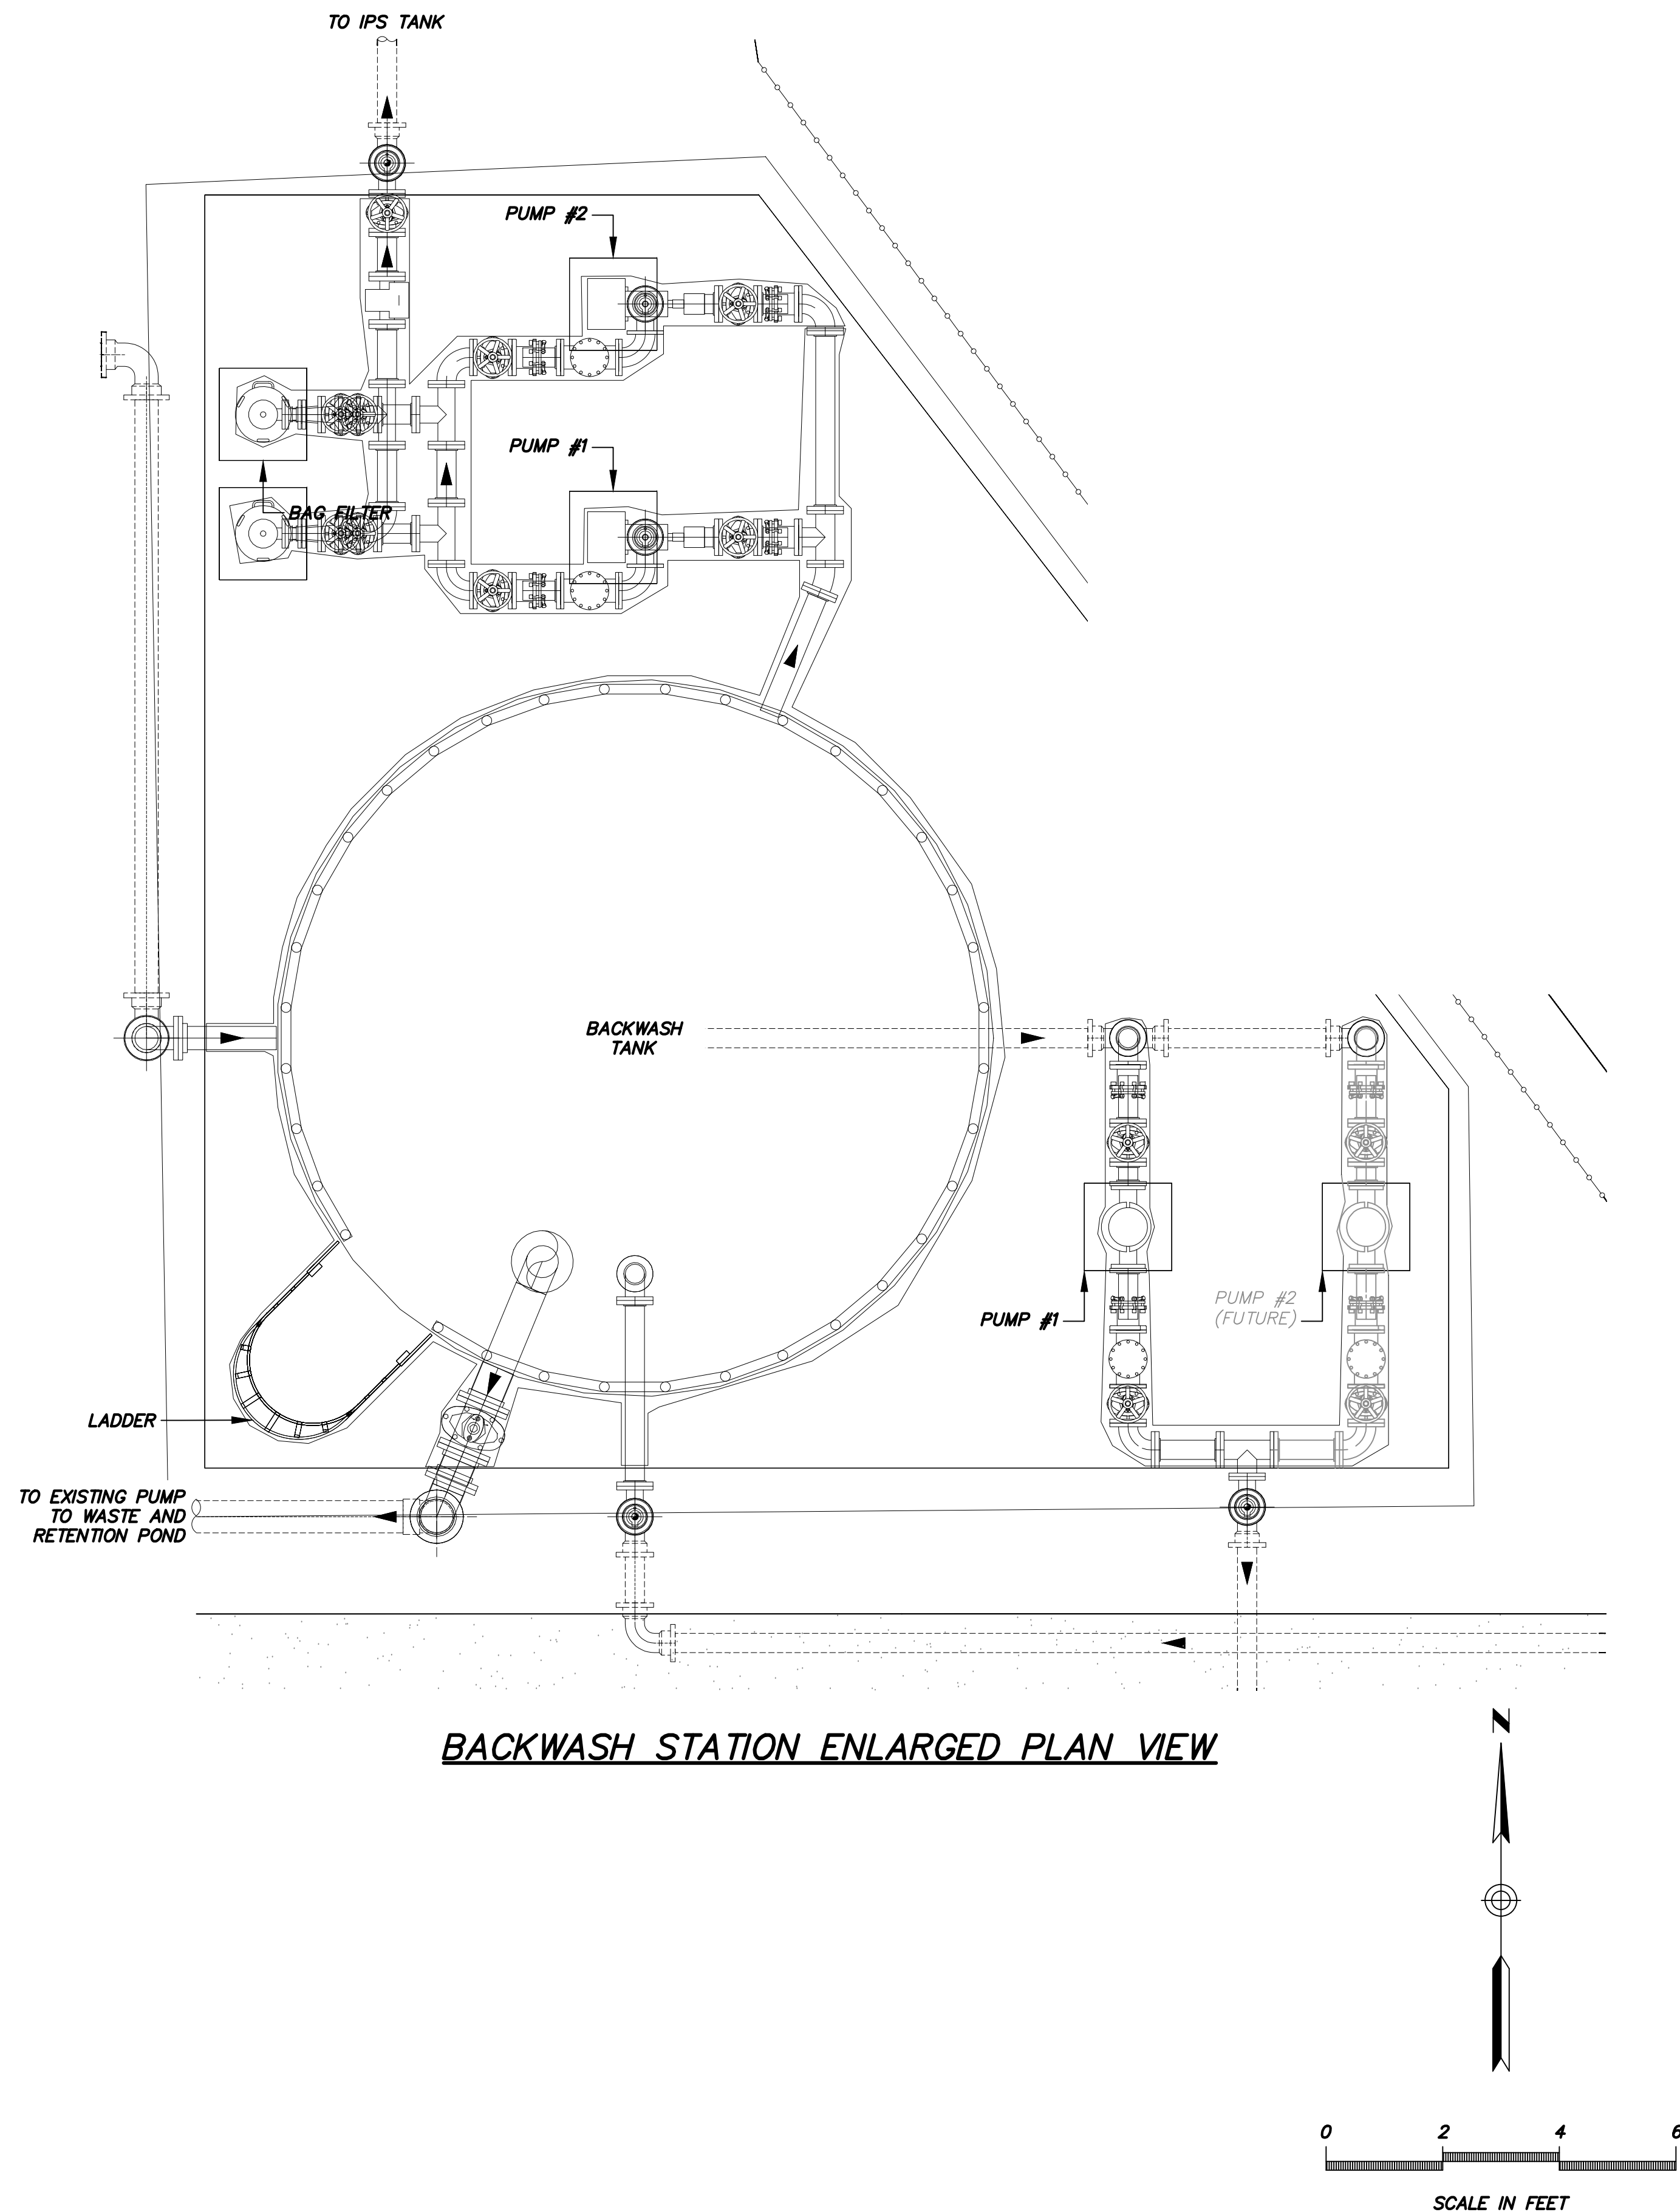 TO IPS TANK
PUMP #2
PUMP #1
BAG FILTER
BACKWASH
TANK
PUMP #1
PUMP #2
(FUTURE)
LADDER
TO EXISTING PUMP
TO WASTE AND
RETENTION POND
BACKWASH STATION ENLARGED PLAN VIEW
N
0 2 4 6
SCALE IN FEET